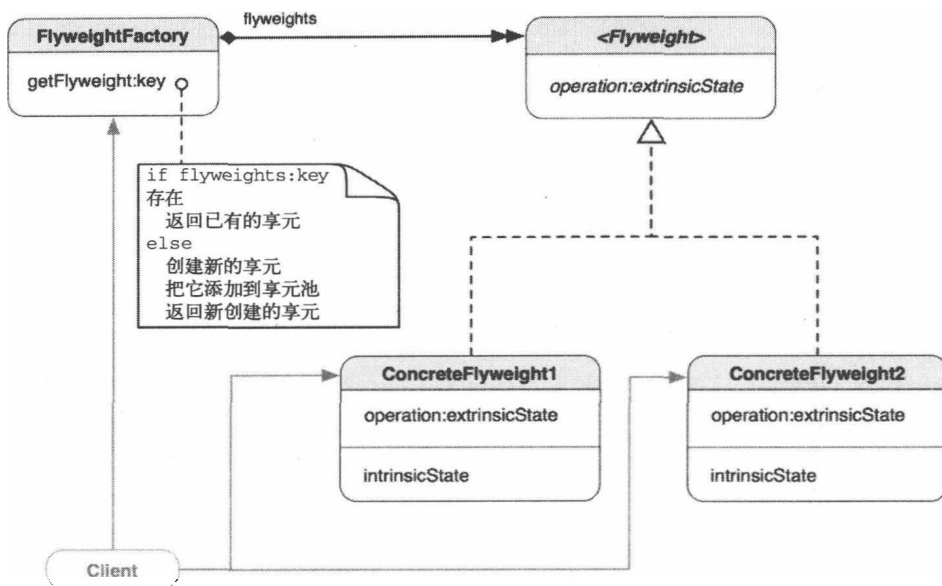 flyweights
FlyweightFactory
getFlyweight:key
<Flyweight>
operation:extrinsicState
if flyweights:key
存在
返回已有的享元
else
创建新的享元
把它添加到享元池
返回新创建的享元
ConcreteFlyweight1
operation:extrinsicState
intrinsicState
ConcreteFlyweight2
operation:extrinsicState
intrinsicState
Client